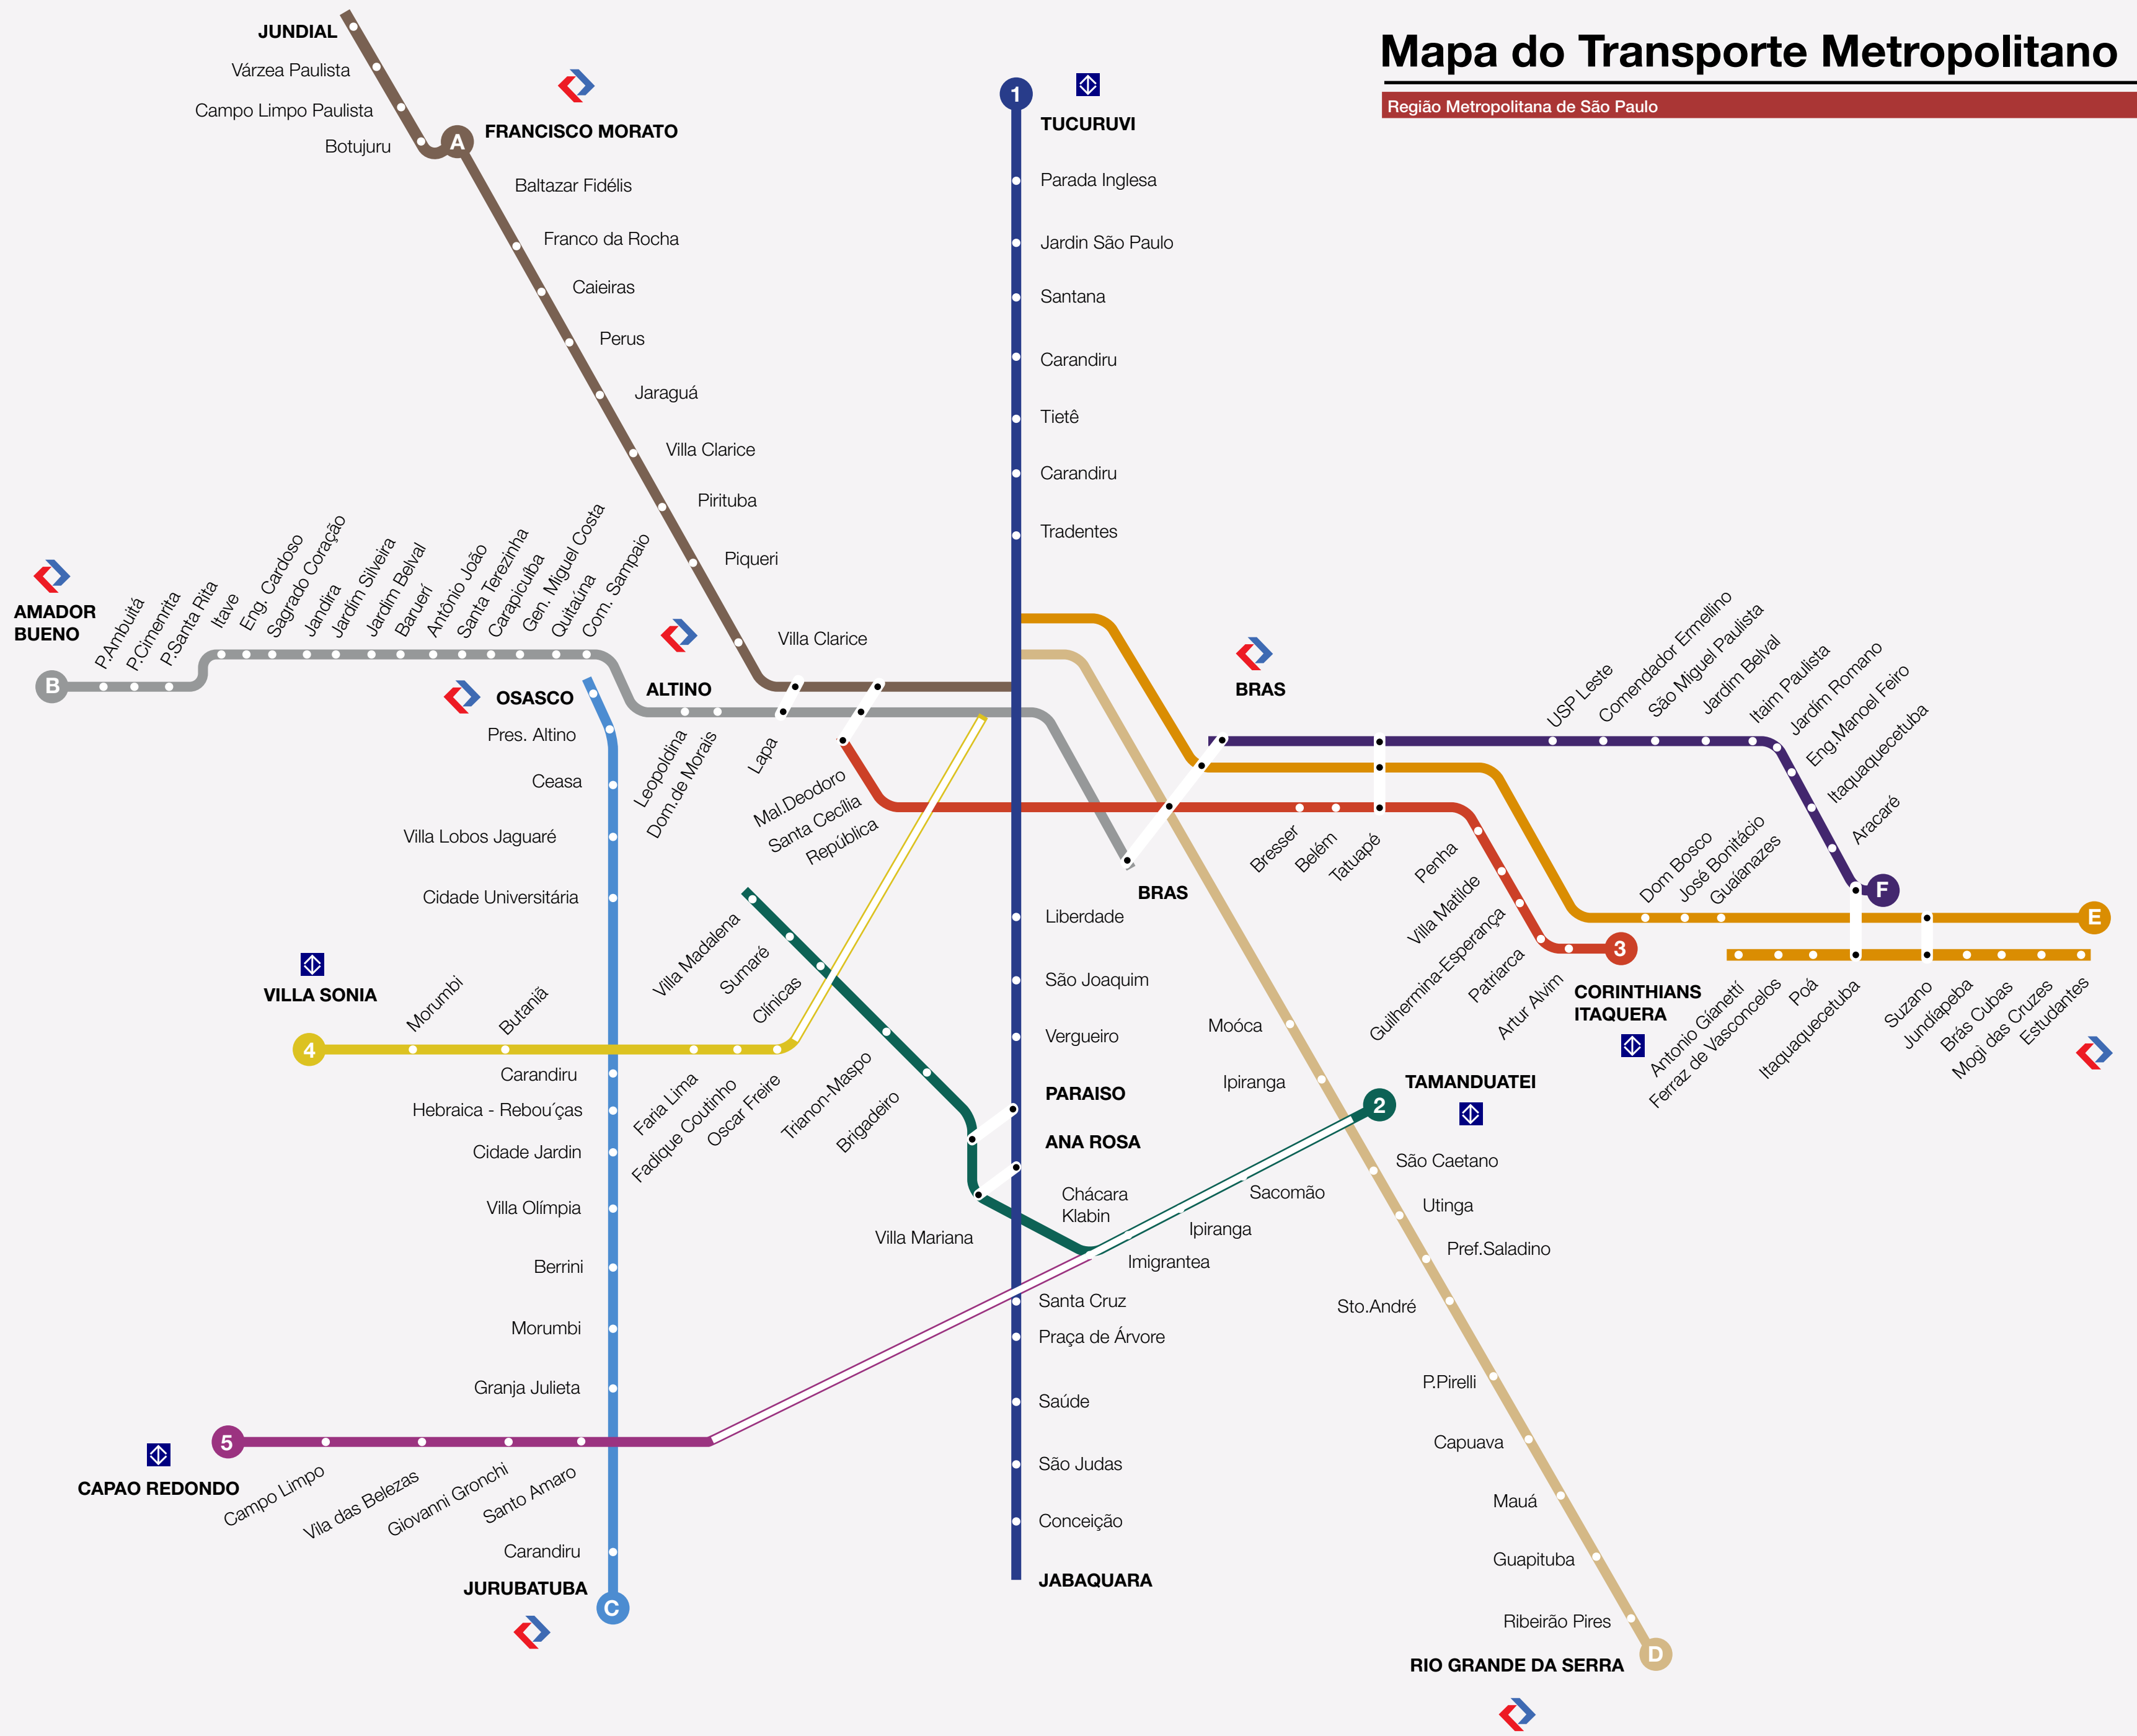 Mapa do Transporte Metropolitano
Região Metropolitana de São Paulo
JUNDIAL
Várzea Paulista
Campo Limpo Paulista
Botujuru
A
FRANCISCO MORATO
Baltazar Fidélis
Franco da Rocha
Caieiras
Perus
Jaraguá
Villa Clarice
Pirituba
Piqueri
Villa Clarice
1
TUCURUVI
Parada Inglesa
Jardin São Paulo
Santana
Carandiru
Tietê
Carandiru
Tradentes
AMADOR
BUENO
B
P.Ambuitá
P.Cimenrita
P.Santa Rita
Itave
Eng. Cardoso
Sagrado Coração
Jandira
Jardím Silveira
Jardim Belval
Baruerí
Antônio João
Santa Terezinha
Carapicuíba
Gen. Miguel Costa
Quitaúna
Com. Sampaio
OSASCO
ALTINO
Leopoldina
Dom.de Morais
Lapa
Mal.Deodoro
Santa Cecília
República
Pres. Altino
Ceasa
Villa Lobos Jaguaré
Cidade Universitária
Carandiru
Hebraica - Rebou´ças
Cidade Jardin
Villa Olímpia
Berrini
Morumbi
Granja Julieta
Carandiru
JURUBATUBA
C
VILLA SONIA
4
Morumbi
Butaniã
Faria Lima
Fadique Coutinho
Oscar Freire
Villa Madalena
Sumaré
Clínicas
Trianon-Maspo
Brigadeiro
BRAS
BRAS
Bresser
Belém
Tatuapé
Penha
Villa Matilde
Guilhermina-Esperança
Patriarca
Artur Alvim
3
CORINTHIANS
ITAQUERA
USP Leste
Comendador Ermellino
São Miguel Paulista
Jardim Belval
Itaim Paulista
Jardim Romano
Eng.Manoel Feiro
Itaquaquecetuba
Aracaré
F
Dom Bosco
José Bonitácio
Guaíanazes
E
Antonio Gíanettí
Ferraz de Vasconcelos
Poá
Itaquaquecetuba
Suzano
Jundiapeba
Brás Cubas
Mogì das Cruzes
Estudantes
Liberdade
São Joaquim
Vergueiro
PARAISO
ANA ROSA
Chácara
Klabin
Villa Mariana
Imigrantea
Ipiranga
Sacomão
2
TAMANDUATEI
Santa Cruz
Praça de Árvore
Saúde
São Judas
Conceição
JABAQUARA
Moóca
Ipiranga
São Caetano
Utinga
Pref.Saladino
Sto.André
P.Pirelli
Capuava
Mauá
Guapituba
Ribeirão Pires
RIO GRANDE DA SERRA
D
5
CAPAO REDONDO
Campo Limpo
Vila das Belezas
Giovanni Gronchi
Santo Amaro